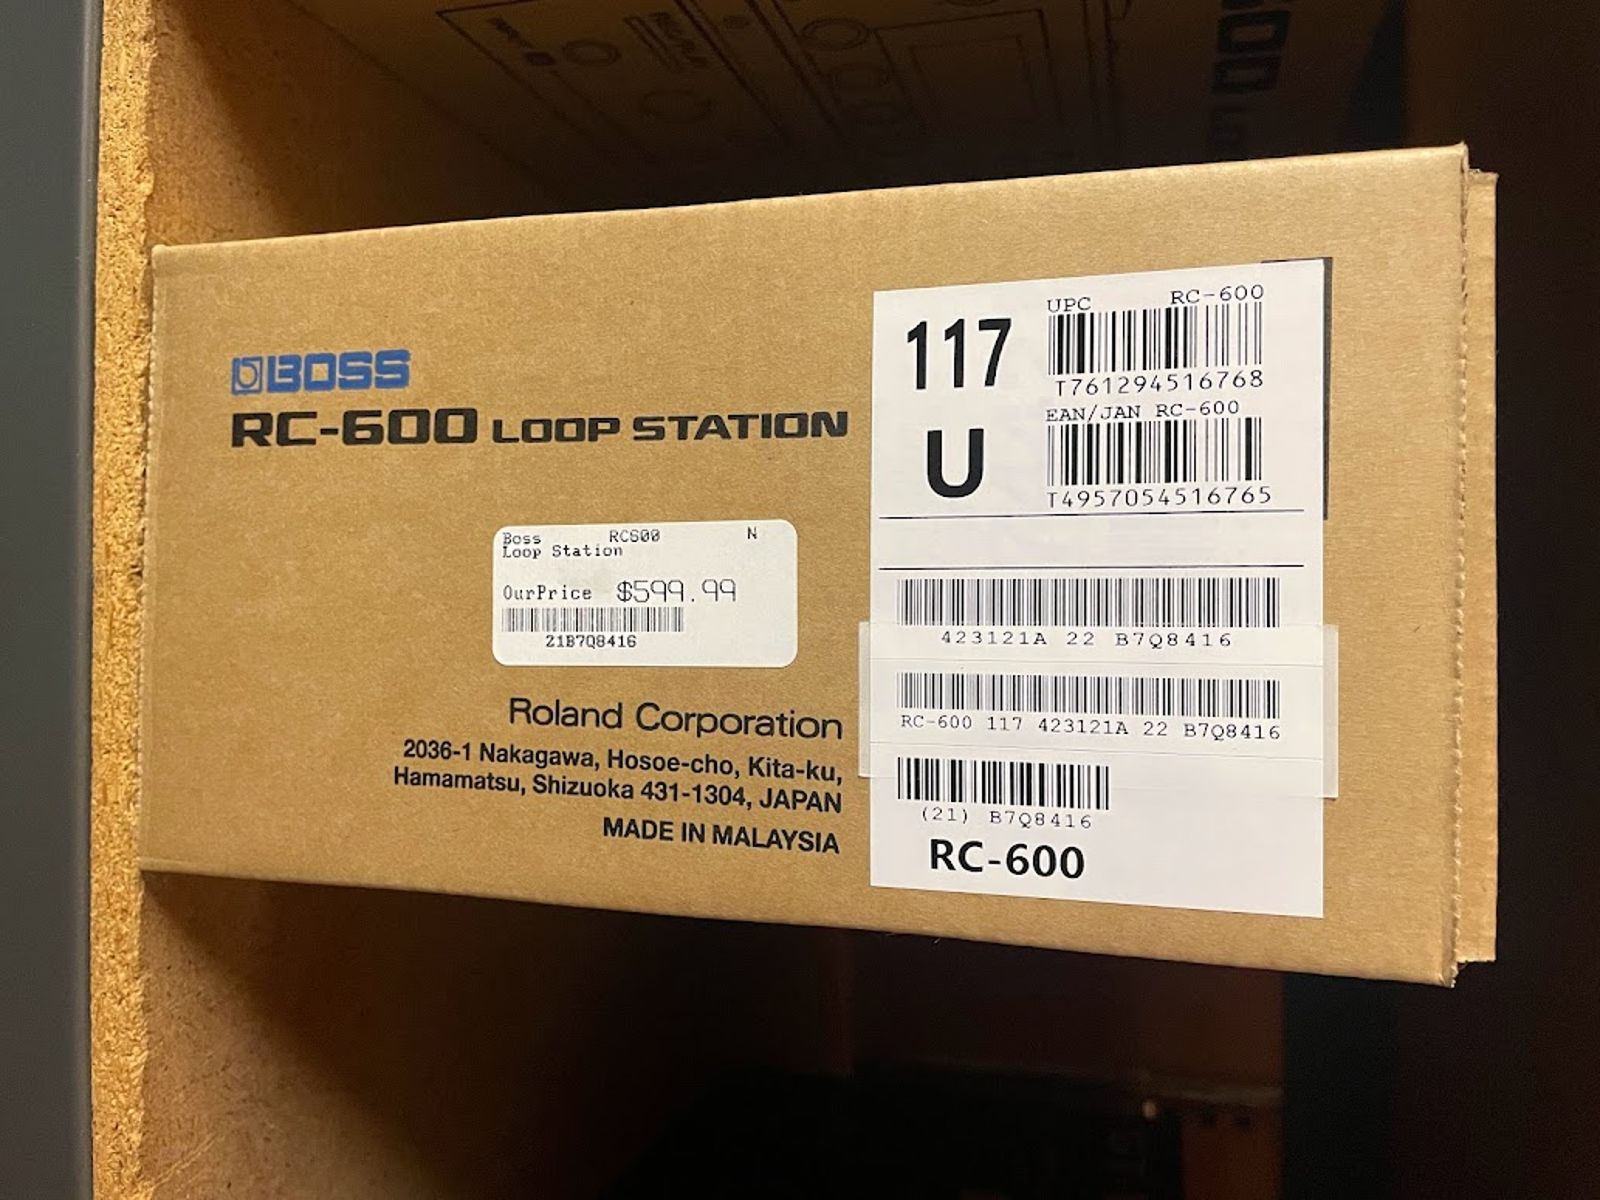 BOSS
RC-600 LOOP STATION
Boss RC600 N
Loop Station
OurPrice $599.99
21B7Q8416
Roland Corporation
2036-1 Nakagawa, Hosoe-cho, Kita-ku,
Hamamatsu, Shizuoka 431-1304, JAPAN
MADE IN MALAYSIA
117
U
UPC RC-600
T761294516768
EAN/JAN RC-600
T4957054516765
423121A 22 B7Q8416
RC-600 117 423121A 22 B7Q8416
(21) B7Q8416
RC-600